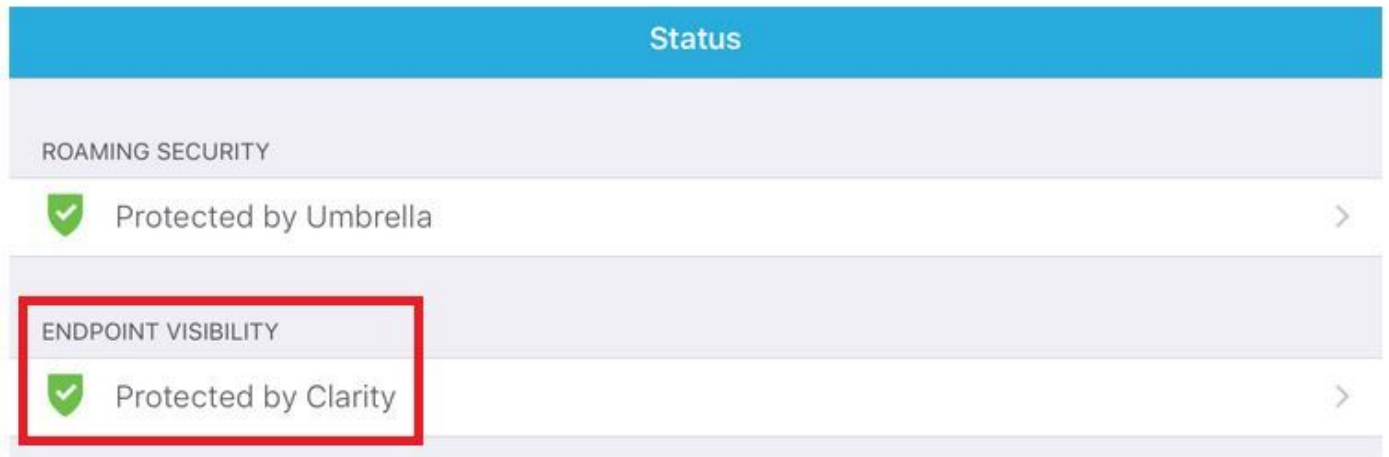 Status
ROAMING SECURITY
Protected by Umbrella
ENDPOINT VISIBILITY
Protected by Clarity